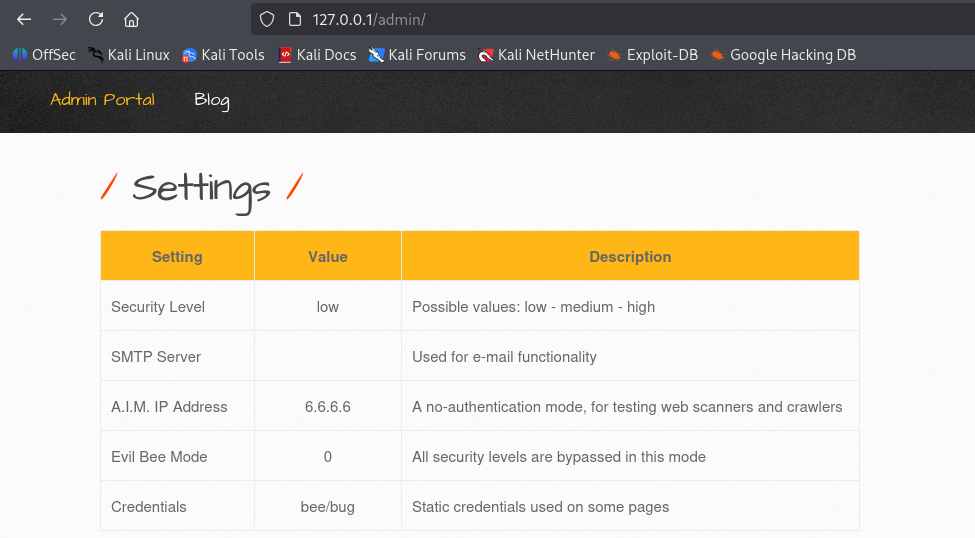 127.0.0.1/admin/
OffSec Kali Linux Kali Tools Kali Docs Kali Forums Kali NetHunter Exploit-DB Google Hacking DB
Admin Portal Blog
/ Settings /
Setting Value Description
Security Level low Possible values: low - medium - high
SMTP Server Used for e-mail functionality
A.I.M. IP Address 6.6.6.6 A no-authentication mode, for testing web scanners and crawlers
Evil Bee Mode 0 All security levels are bypassed in this mode
Credentials bee/bug Static credentials used on some pages